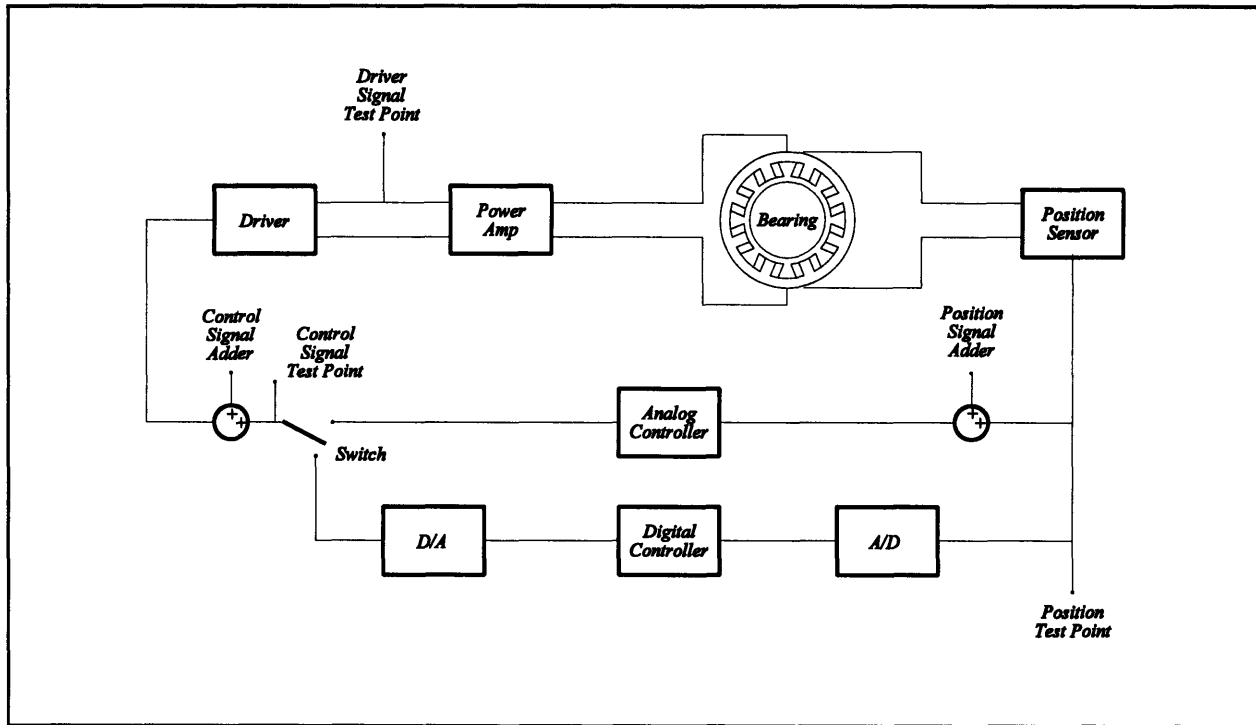 Driver
Signal
Test Point
Driver
Power
Amp
Bearing
Position
Sensor
Control
Signal
Adder
Control
Signal
Test Point
Position
Signal
Adder
+
+
Switch
Analog
Controller
+
+
D/A
Digital
Controller
A/D
Position
Test Point